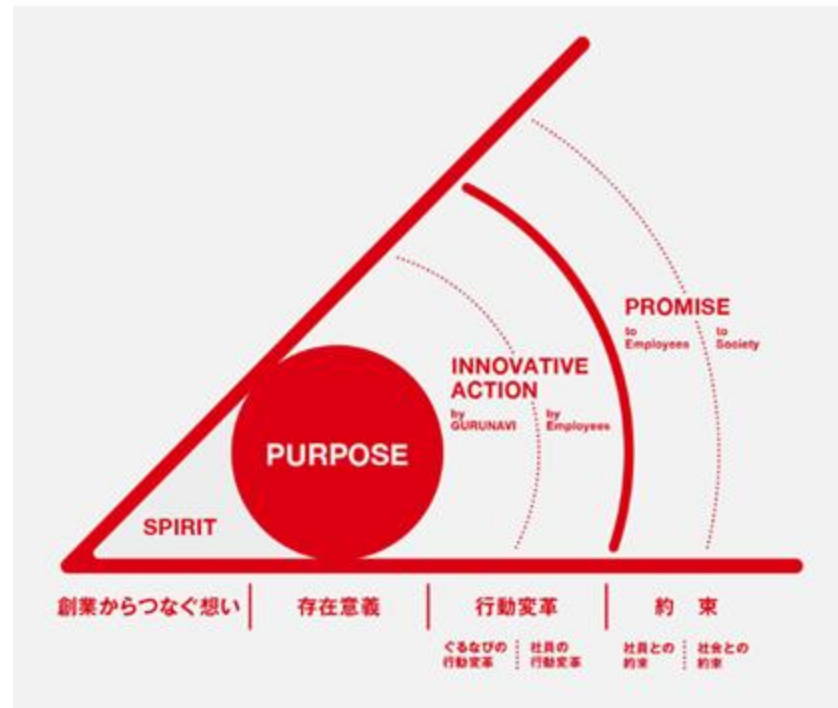 PROMISE
to
Employees
to
Society
INNOVATIVE
ACTION
by
GURUNAVI
by
Employees
PURPOSE
SPIRIT
創業からつなぐ想い
存在意義
行動変革
約 束
ぐるなびの
行動変革
社員の
行動変革
社員との
約束
社会との
約束